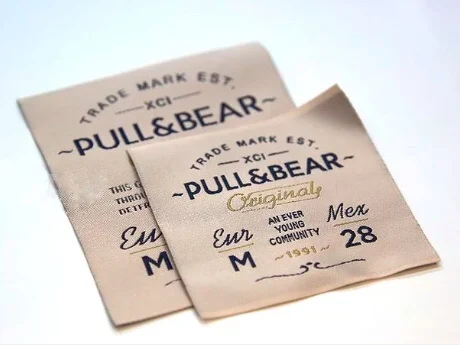 TRADE MARK EST.
XCI
~PULL&BEAR~
THIS G
THROU
DETER
Eur
M
TRADE MARK EST.
XCI
~PULL&BEAR~
Original
Eur AN EVER Mex
YOUNG
COMMUNITY
M ~1991~ 28